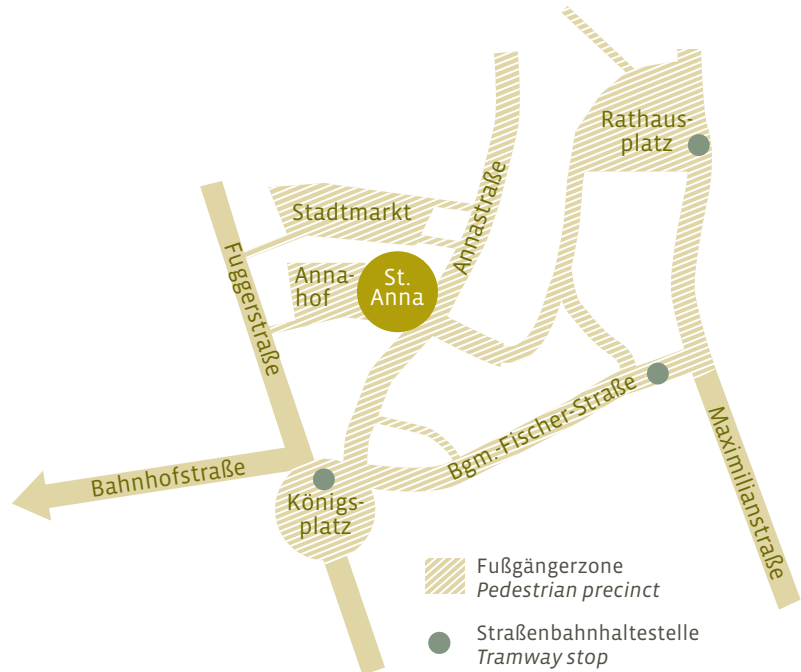 Rathaus-
platz
Stadtmarkt
Annastraße
Fuggerstraße
Anna-
hof
St.
Anna
Bgm.-Fischer-Straße
Maximilianstraße
Bahnhofstraße
Königs-
platz
Fußgängerzone
Pedestrian precinct
Straßenbahnhaltestelle
Tramway stop